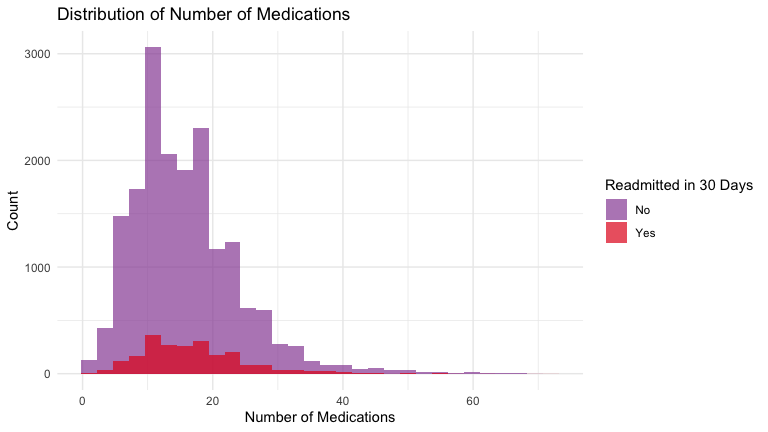 Distribution of Number of Medications
3000
2000
1000
0
Count
0
20
40
60
Number of Medications
Readmitted in 30 Days
No
Yes